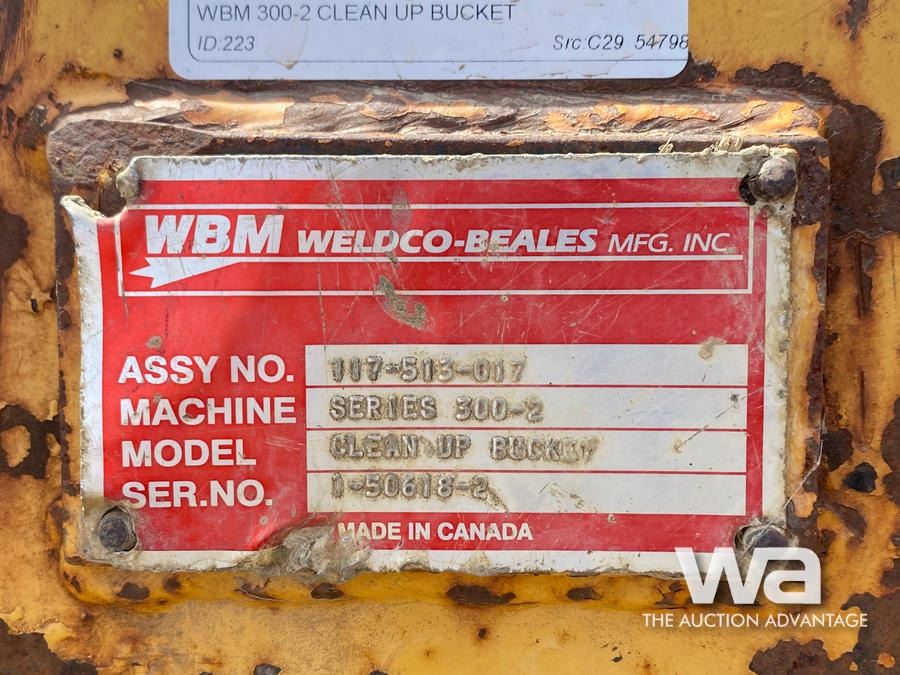 WBM 300-2 CLEAN UP BUCKET
ID:223 Src:C29 54798
WBM WELDCO-BEALES MFG. INC.
ASSY NO. 117-513-017
MACHINE SERIES 300-2
MODEL CLEAN UP BUCKET
SER.NO. 1-50618-2
MADE IN CANADA
wa
THE AUCTION ADVANTAGE